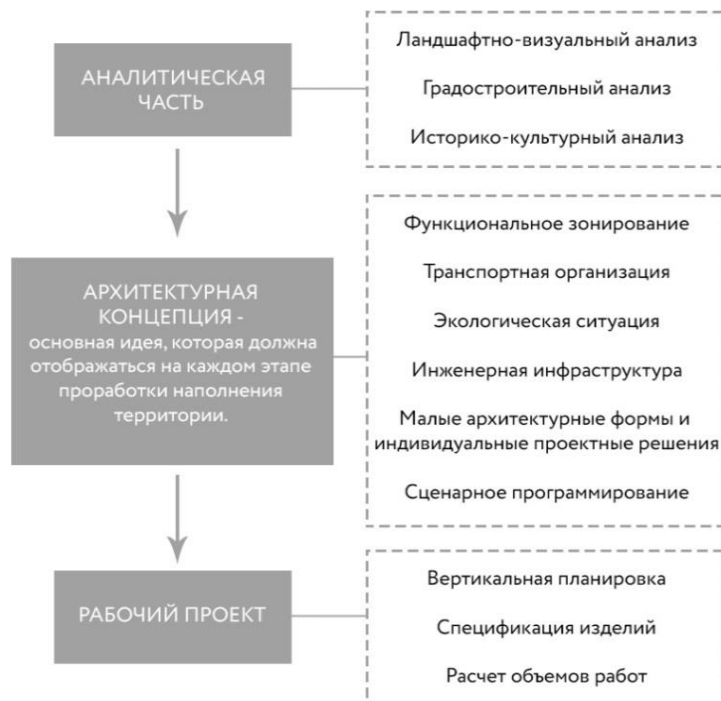 АНАЛИТИЧЕСКАЯ
ЧАСТЬ
Ландшафтно-визуальный анализ
Градостроительный анализ
Историко-культурный анализ
АРХИТЕКТУРНАЯ
КОНЦЕПЦИЯ -
основная идея, которая должна
отображаться на каждом этапе
проработки наполнения
территории.
Функциональное зонирование
Транспортная организация
Экологическая ситуация
Инженерная инфраструктура
Малые архитектурные формы и
индивидуальные проектные решения
Сценарное программирование
РАБОЧИЙ ПРОЕКТ
Вертикальная планировка
Спецификация изделий
Расчет объемов работ